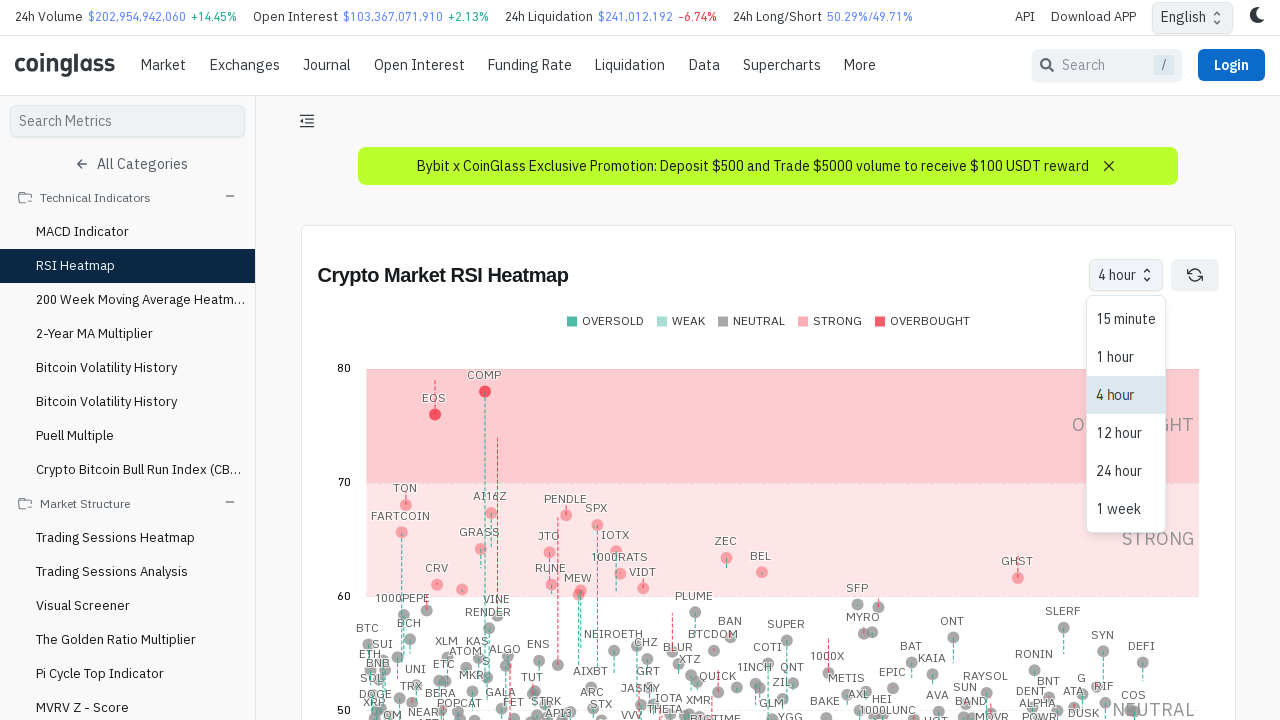 24h Volume $202,954,942,060 +14.45% Open Interest $103,367,071,910 +2.13% 24h Liquidation $241,012,192 -6.74% 24h Long/Short 50.29%/49.71% API Download APP English
coinglass Market Exchanges Journal Open Interest Funding Rate Liquidation Data Supercharts More Search / Login
Search Metrics
All Categories
Technical Indicators
MACD Indicator
RSI Heatmap
200 Week Moving Average Heatm...
2-Year MA Multiplier
Bitcoin Volatility History
Bitcoin Volatility History
Puell Multiple
Crypto Bitcoin Bull Run Index (CB...
Market Structure
Trading Sessions Heatmap
Trading Sessions Analysis
Visual Screener
The Golden Ratio Multiplier
Pi Cycle Top Indicator
MVRV Z - Score
Bybit x CoinGlass Exclusive Promotion: Deposit $500 and Trade $5000 volume to receive $100 USDT reward
Crypto Market RSI Heatmap
4 hour
15 minute
1 hour
4 hour
12 hour
24 hour
1 week
OVERSOLD WEAK NEUTRAL STRONG OVERBOUGHT
80
COMP
EOS
70
TON AI16Z PENDLE
FARTCOIN SPX
GRASS JTO IOTX ZEC
1000RATS BEL GHST
CRV RUNE MEW VIDT
STRONG
60
1000PEPE VINE PLUME SFP
RENDER MYRO SLERF
BTC BCH BAN SUPER ONT
NEIROETH BTCDOM SYN
SUI XLM KAS ENS CHZ BLUR COTI BAT DEFI
ETH ATOM ALGO 1000X KAIA RONIN
BNB ETC S XTZ 1INCH QNT
SOL UNI MKR TUT AIXBT GRT QUICK ZIL METIS EPIC RAYSOL BNT G
TRX BERA GALA ARC JASMY SUN ATA RIF
DOGE AXL AVA DENT COS
XRP POPCAT FET STRK STX IOTA XMR GLM BAKE HEI BAND ALPHA
50 OM NEAR API3 VVV THETA BIGTIME YGG 1000LUNC MOVR POWR DUSK NEUTRAL